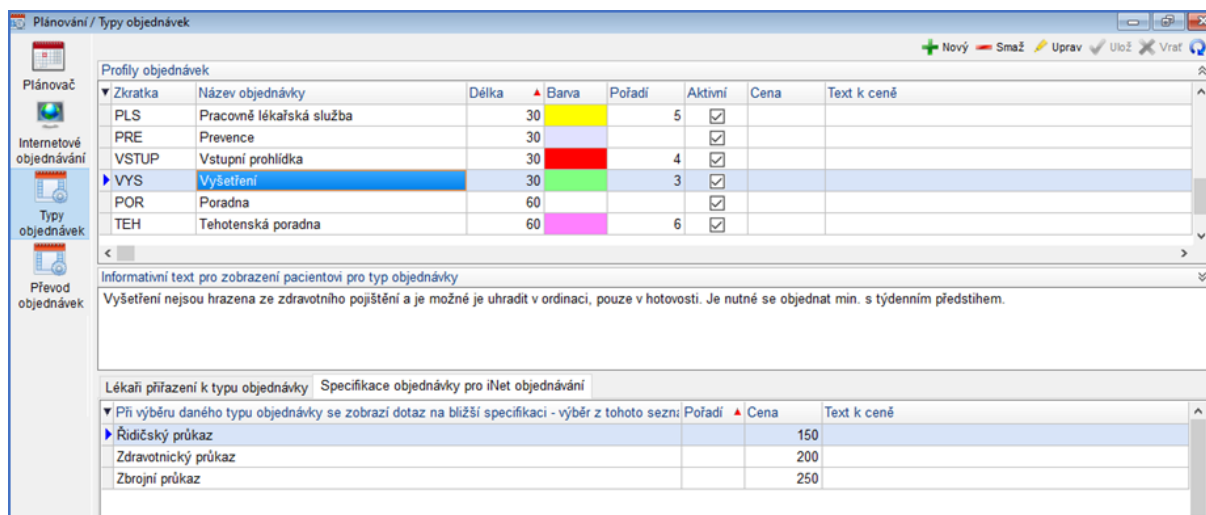 Plánování / Typy objednávek
Nový Smaž Uprav Ulož Vrať
Plánovač
Internetové
objednávání
Typy
objednávek
Převod
objednávek
Profily objednávek
Zkratka Název objednávky Délka Barva Pořadí Aktivní Cena Text k ceně
PLS Pracovně lékařská služba 30 5
PRE Prevence 30
VSTUP Vstupní prohlídka 30 4
VYS Vyšetření 30 3
POR Poradna 60
TEH Tehotenská poradna 60 6
Informativní text pro zobrazení pacientovi pro typ objednávky
Vyšetření nejsou hrazena ze zdravotního pojištění a je možné je uhradit v ordinaci, pouze v hotovosti. Je nutné se objednat min. s týdenním předstihem.
Lékaři přiřazení k typu objednávky Specifikace objednávky pro iNet objednávání
Při výběru daného typu objednávky se zobrazí dotaz na bližší specifikaci - výběr z tohoto sezna Pořadí Cena Text k ceně
Řidičský průkaz 150
Zdravotnický průkaz 200
Zbrojní průkaz 250